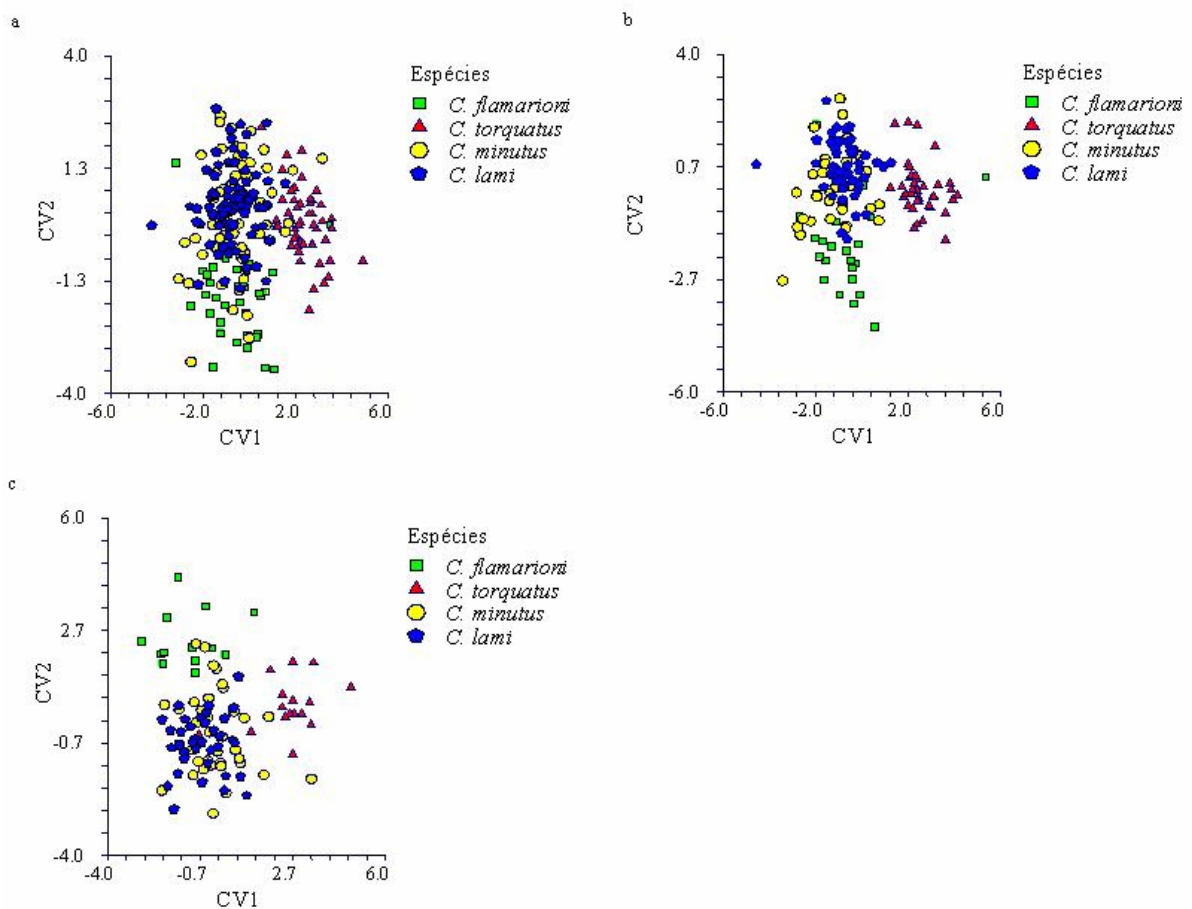 a
4.0
1.3
-1.3
-4.0
CV2
-6.0 -2.0 2.0 6.0
CV1
Espécies
C. flamarioni
C. torquatus
C. minutus
C. lami
b
4.0
0.7
-2.7
-6.0
CV2
-6.0 -2.0 2.0 6.0
CV1
Espécies
C. flamarioni
C. torquatus
C. minutus
C. lami
c
6.0
2.7
-0.7
-4.0
CV2
-4.0 -0.7 2.7 6.0
CV1
Espécies
C. flamarioni
C. torquatus
C. minutus
C. lami